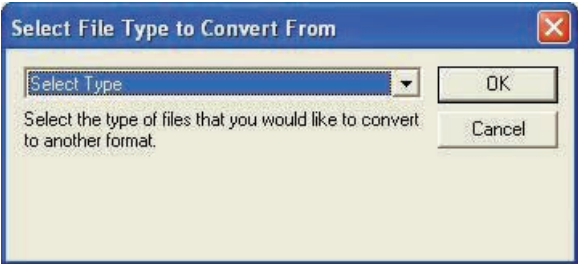 Select File Type to Convert From
Select Type
OK
Select the type of files that you would like to convert
to another format.
Cancel